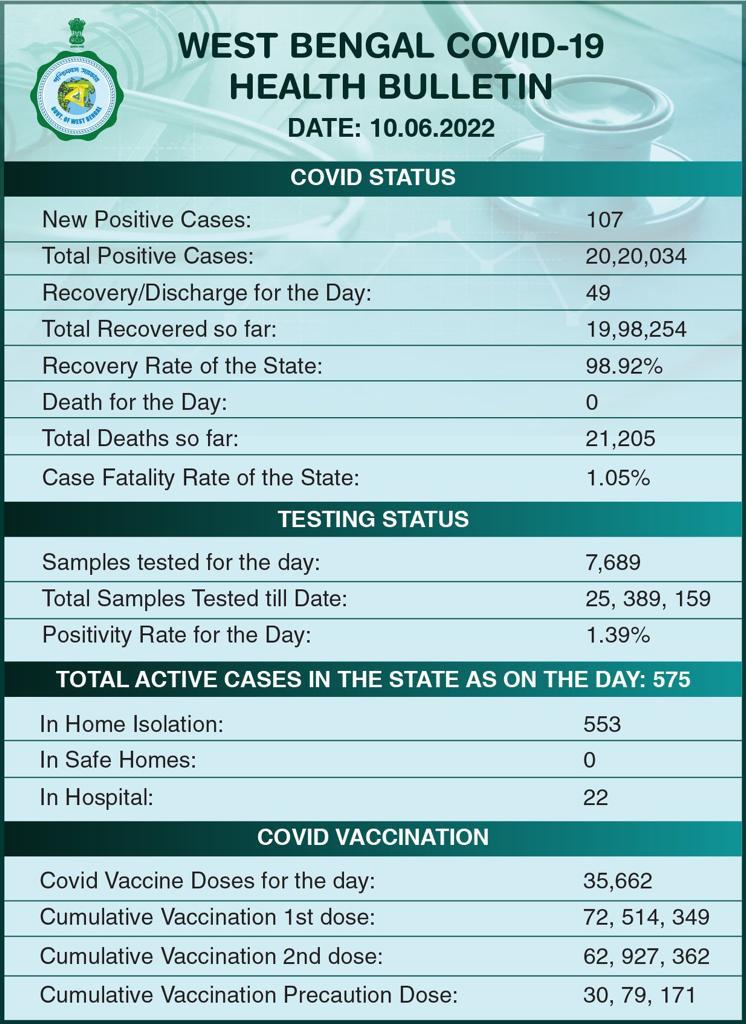 পশ্চিমবঙ্গ সরকার
GOVT. OF WEST BENGAL
WEST BENGAL COVID-19
HEALTH BULLETIN
DATE: 10.06.2022
COVID STATUS
New Positive Cases: 107
Total Positive Cases: 20,20,034
Recovery/Discharge for the Day: 49
Total Recovered so far: 19,98,254
Recovery Rate of the State: 98.92%
Death for the Day: 0
Total Deaths so far: 21,205
Case Fatality Rate of the State: 1.05%
TESTING STATUS
Samples tested for the day: 7,689
Total Samples Tested till Date: 25, 389, 159
Positivity Rate for the Day: 1.39%
TOTAL ACTIVE CASES IN THE STATE AS ON THE DAY: 575
In Home Isolation: 553
In Safe Homes: 0
In Hospital: 22
COVID VACCINATION
Covid Vaccine Doses for the day: 35,662
Cumulative Vaccination 1st dose: 72, 514, 349
Cumulative Vaccination 2nd dose: 62, 927, 362
Cumulative Vaccination Precaution Dose: 30, 79, 171